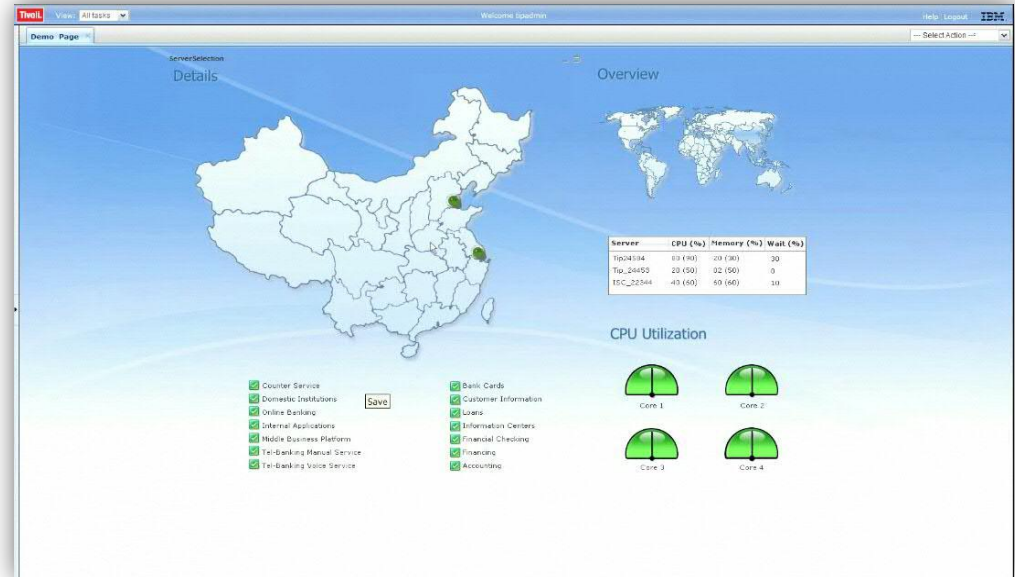 Tivoli. View: All tasks Welcome tipadmin Help Logout IBM.
Demo Page --- Select Action ---
ServerSelection
Details
Overview
Server CPU (%) Memory (%) Wait (%)
20 (30) 30
Tip_24453 20 (50) 02 (50) 0
ISC_22344 40 (60) 60 (60) 10
CPU Utilization
Core 1 Core 2
Core 3 Core 4
Counter Service
Domestic Institutions
Online Banking
Internal Applications
Middle Business Platform
Tel-Banking Manual Service
Tel-Banking Voice Service
Save
Bank Cards
Customer Information
Loans
Information Centers
Financial Checking
Financing
Accounting